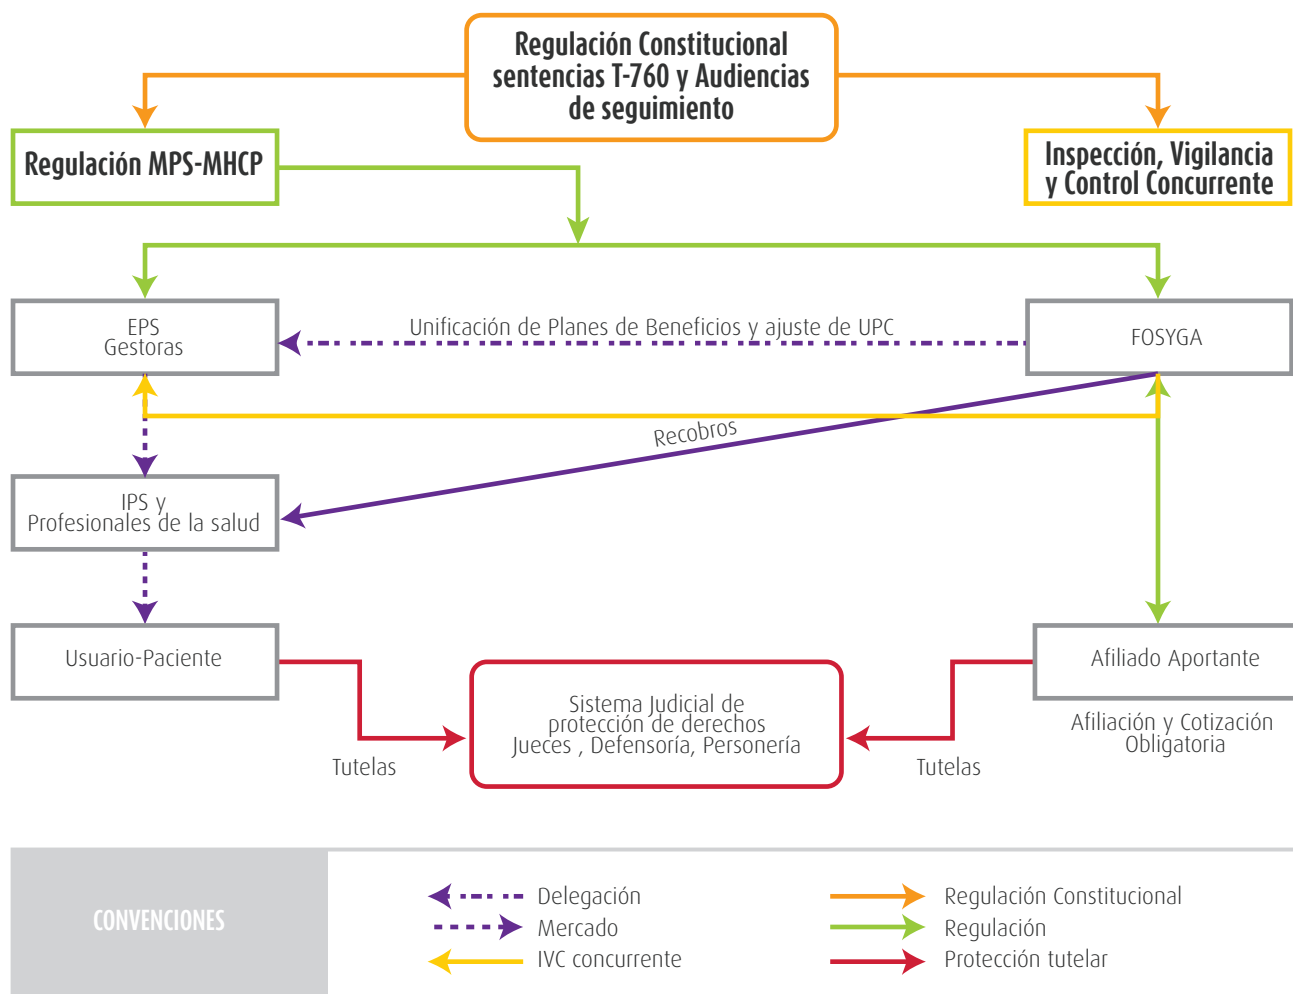 Regulación Constitucional
sentencias T-760 y Audiencias
de seguimiento
Regulación MPS-MHCP
Inspección, Vigilancia
y Control Concurrente
EPS
Gestoras
Unificación de Planes de Beneficios y ajuste de UPC
FOSYGA
Recobros
IPS y
Profesionales de la salud
Usuario-Paciente
Afiliado Aportante
Sistema Judicial de
protección de derechos
Jueces , Defensoría, Personería
Afiliación y Cotización
Obligatoria
Tutelas
Tutelas
CONVENCIONES
Delegación
Mercado
IVC concurrente
Regulación Constitucional
Regulación
Protección tutelar